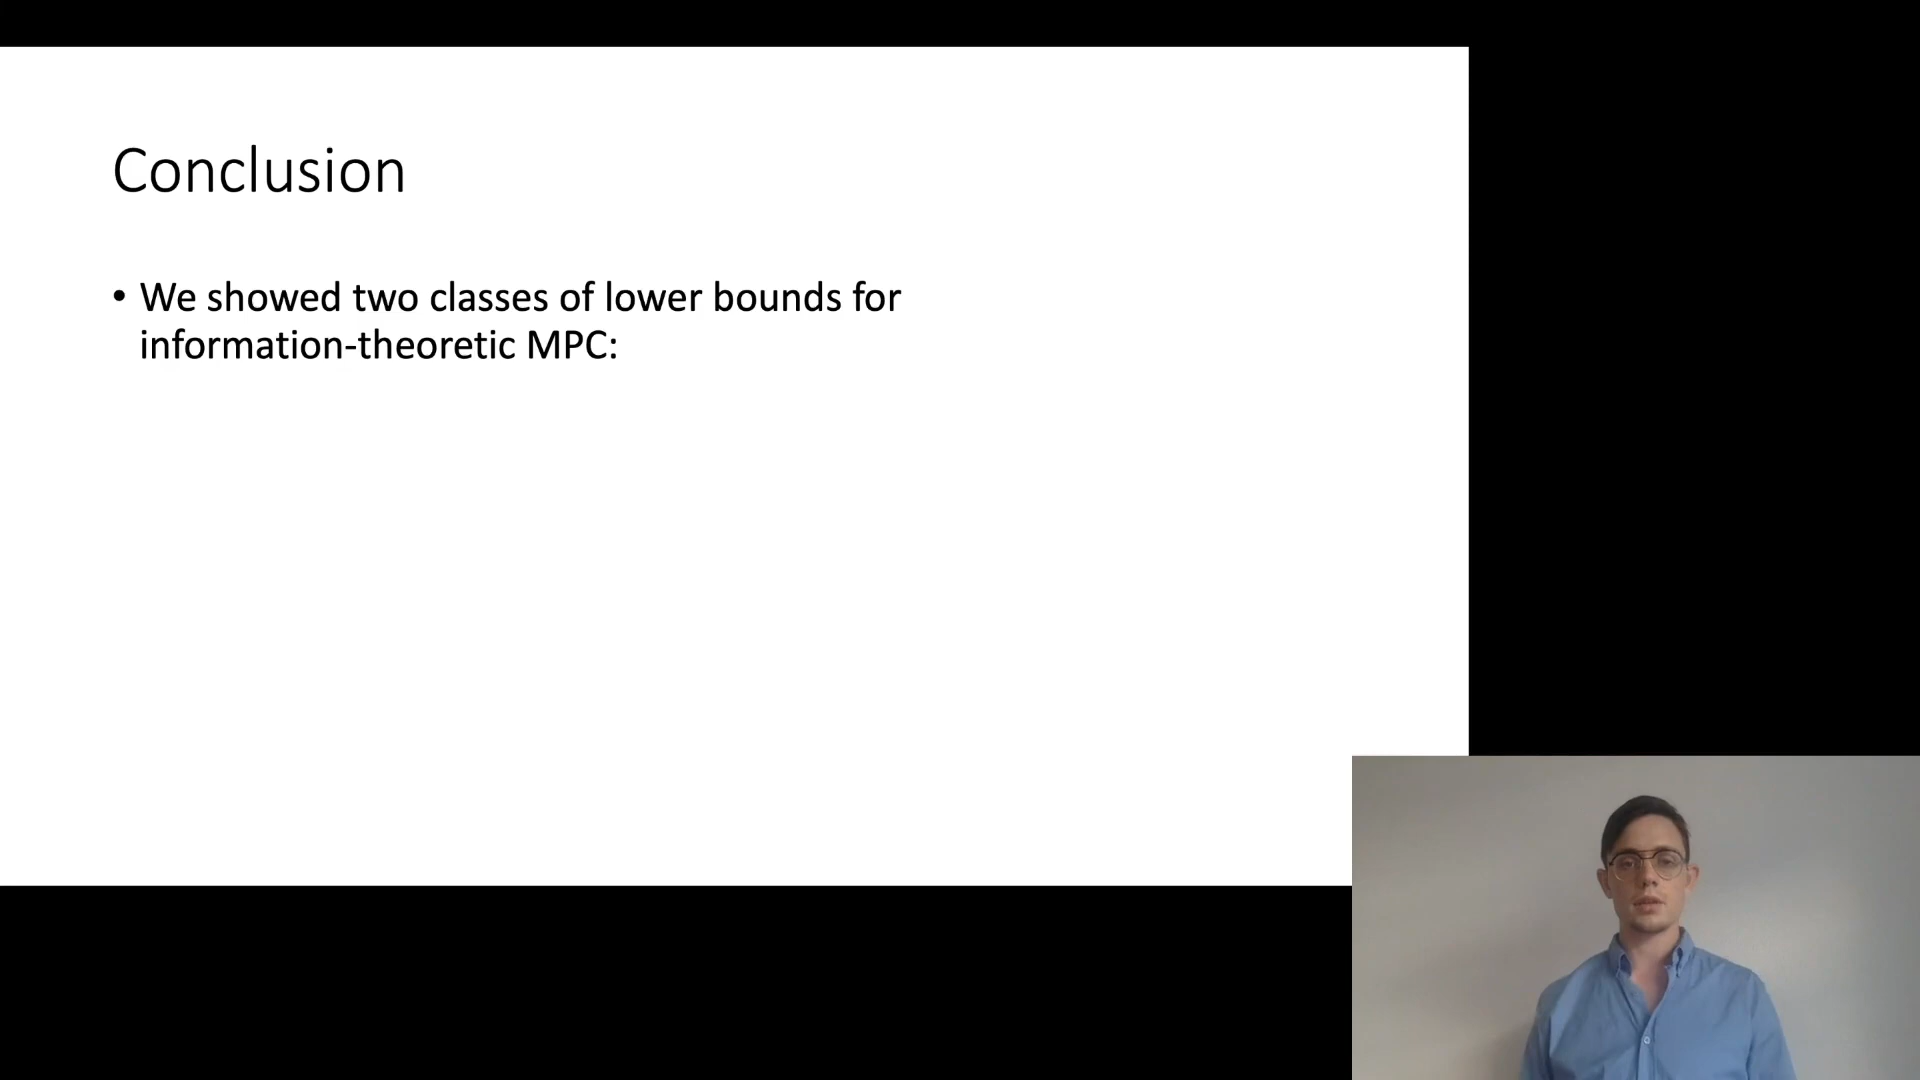 Conclusion
• We showed two classes of lower bounds for
information-theoretic MPC: